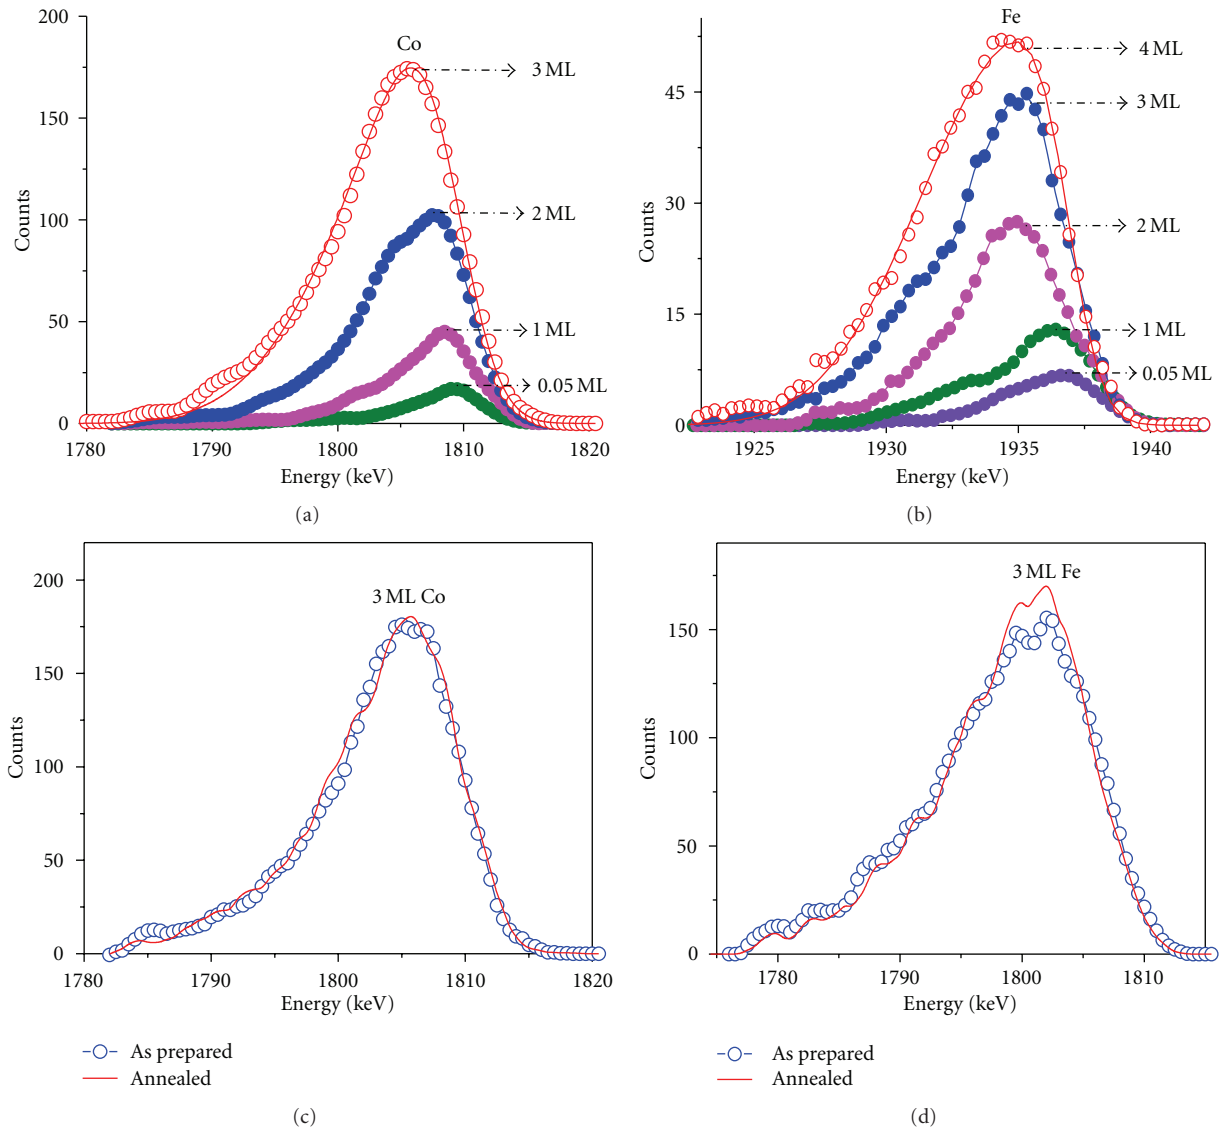 Co
200
150
100
50
0
Counts
3 ML
2 ML
1 ML
0.05 ML
1780
1790
1800
1810
1820
Energy (keV)
(a)
Fe
45
30
15
0
Counts
4 ML
3 ML
2 ML
1 ML
0.05 ML
1925
1930
1935
1940
Energy (keV)
(b)
3 ML Co
200
150
100
50
0
Counts
1780
1790
1800
1810
1820
Energy (keV)
As prepared
Annealed
(c)
3 ML Fe
150
100
50
0
Counts
1780
1790
1800
1810
Energy (keV)
As prepared
Annealed
(d)